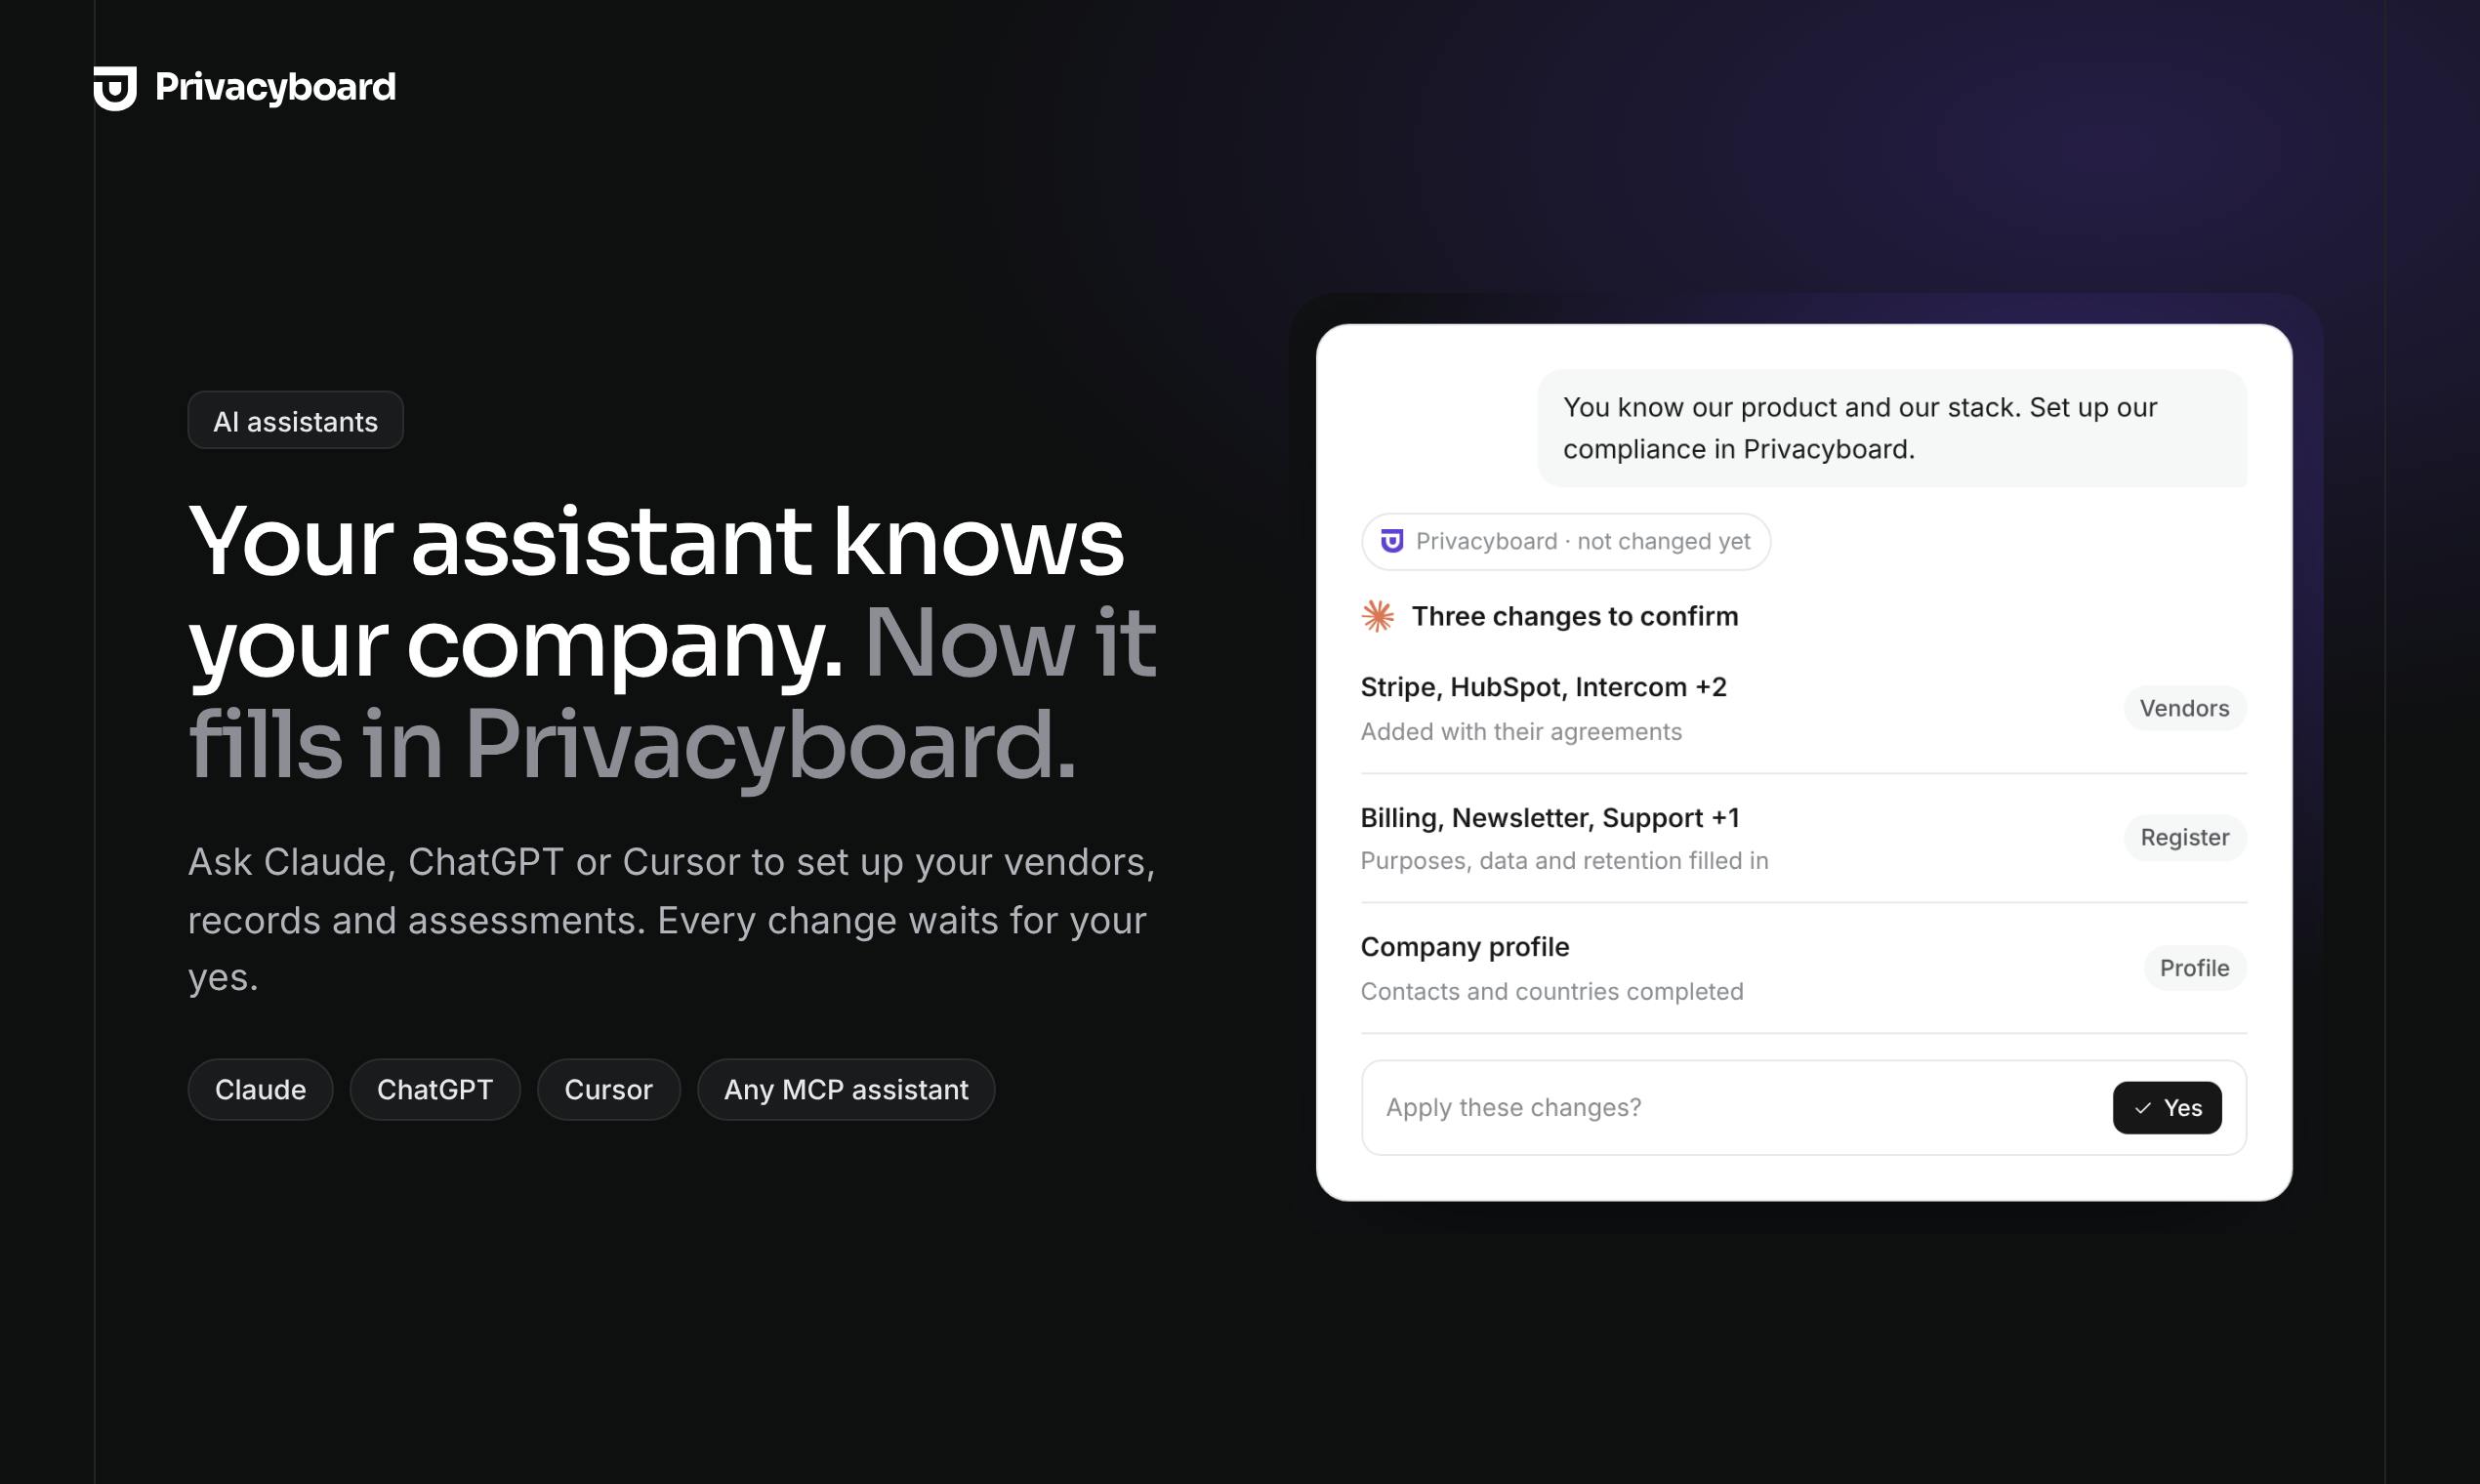 Privacyboard
AI assistants
Your assistant knows
your company. Now it
fills in Privacyboard.
Ask Claude, ChatGPT or Cursor to set up your vendors,
records and assessments. Every change waits for your
yes.
Claude
ChatGPT
Cursor
Any MCP assistant
You know our product and our stack. Set up our
compliance in Privacyboard.
Privacyboard · not changed yet
Three changes to confirm
Stripe, HubSpot, Intercom +2
Added with their agreements
Vendors
Billing, Newsletter, Support +1
Purposes, data and retention filled in
Register
Company profile
Contacts and countries completed
Profile
Apply these changes?
Yes